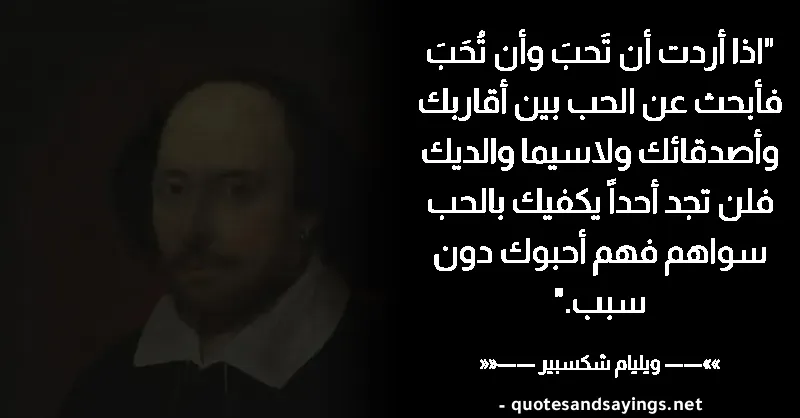 "اذا أردت أن تَحبَ وأن تُحَبَ
فأبحث عن الحب بين أقاربك
وأصدقائك ولاسيما والديك
فلن تجد أحداً يكفيك بالحب
سواهم فهم أحبوك دون
سبب."
»»—— ويليام شكسبير ——««
- quotesandsayings.net